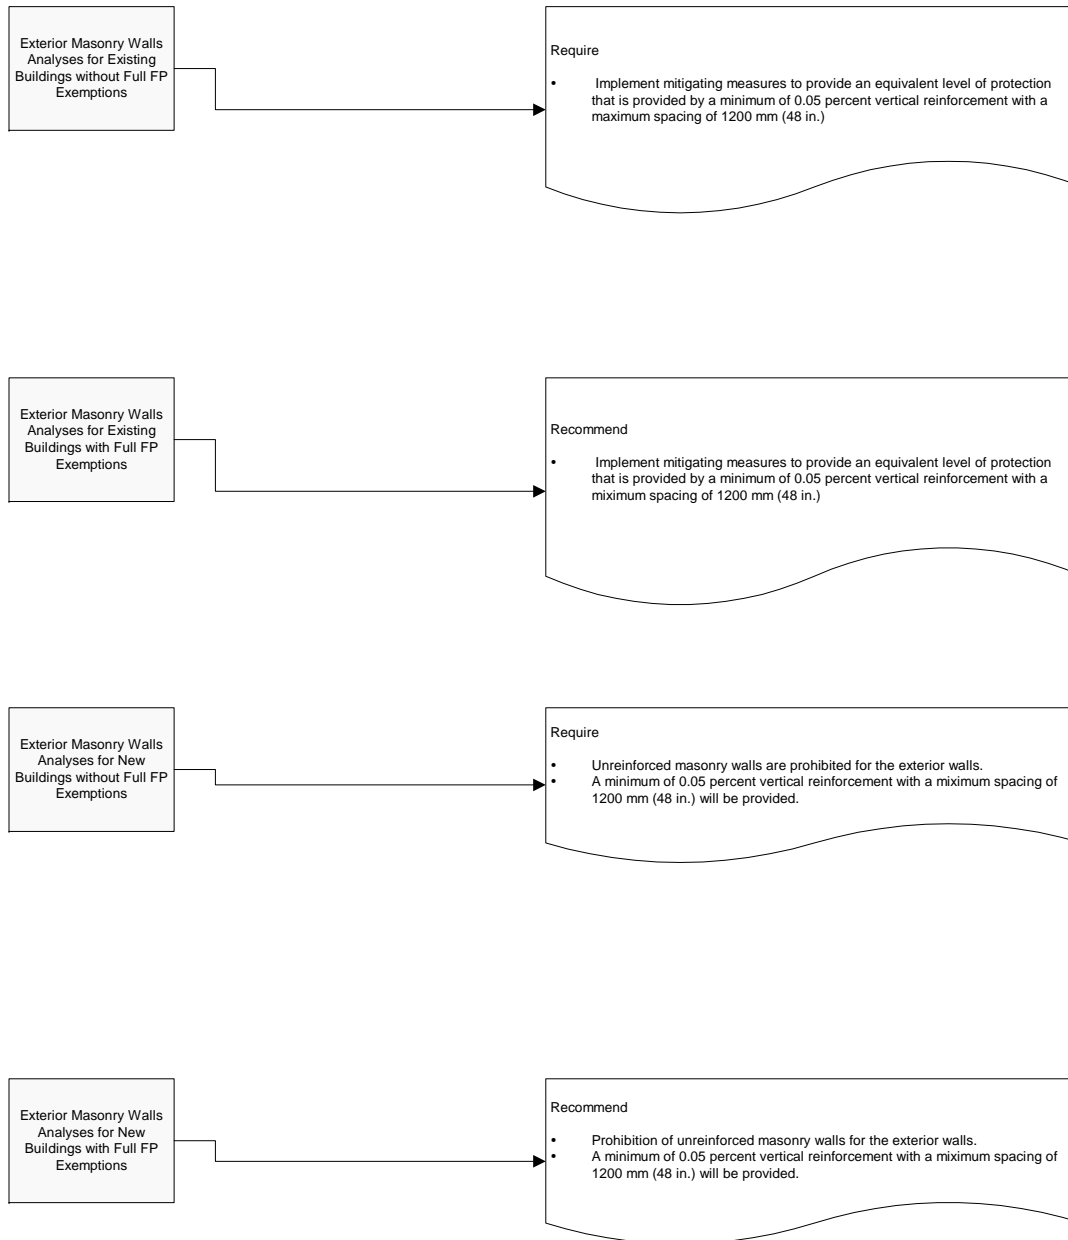 Exterior Masonry Walls
Analyses for Existing
Buildings without Full FP
Exemptions
Require
• Implement mitigating measures to provide an equivalent level of protection
that is provided by a minimum of 0.05 percent vertical reinforcement with a
maximum spacing of 1200 mm (48 in.)
Exterior Masonry Walls
Analyses for Existing
Buildings with Full FP
Exemptions
Recommend
• Implement mitigating measures to provide an equivalent level of protection
that is provided by a minimum of 0.05 percent vertical reinforcement with a
miximum spacing of 1200 mm (48 in.)
Exterior Masonry Walls
Analyses for New
Buildings without Full FP
Exemptions
Require
• Unreinforced masonry walls are prohibited for the exterior walls.
• A minimum of 0.05 percent vertical reinforcement with a miximum spacing of
1200 mm (48 in.) will be provided.
Exterior Masonry Walls
Analyses for New
Buildings with Full FP
Exemptions
Recommend
• Prohibition of unreinforced masonry walls for the exterior walls.
• A minimum of 0.05 percent vertical reinforcement with a miximum spacing of
1200 mm (48 in.) will be provided.